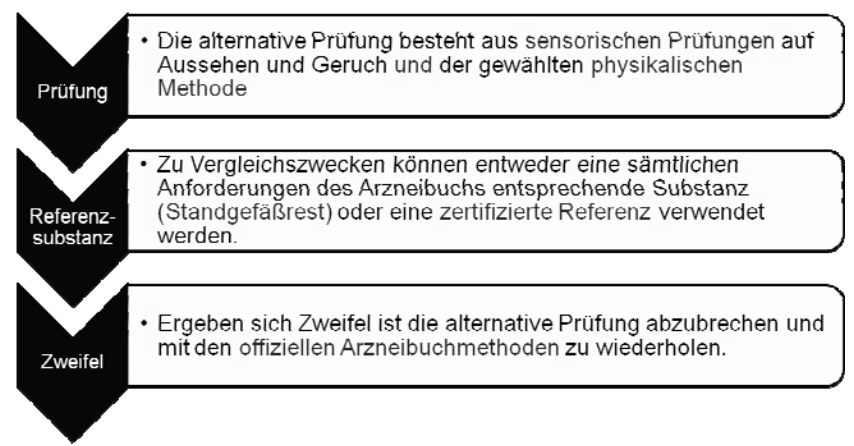 Prüfung
• Die alternative Prüfung besteht aus sensorischen Prüfungen auf
Aussehen und Geruch und der gewählten physikalischen
Methode
Referenz-
substanz
• Zu Vergleichszwecken können entweder eine sämtlichen
Anforderungen des Arzneibuchs entsprechende Substanz
(Standgefäßrest) oder eine zertifizierte Referenz verwendet
werden.
Zweifel
• Ergeben sich Zweifel ist die alternative Prüfung abzubrechen und
mit den offiziellen Arzneibuchmethoden zu wiederholen.